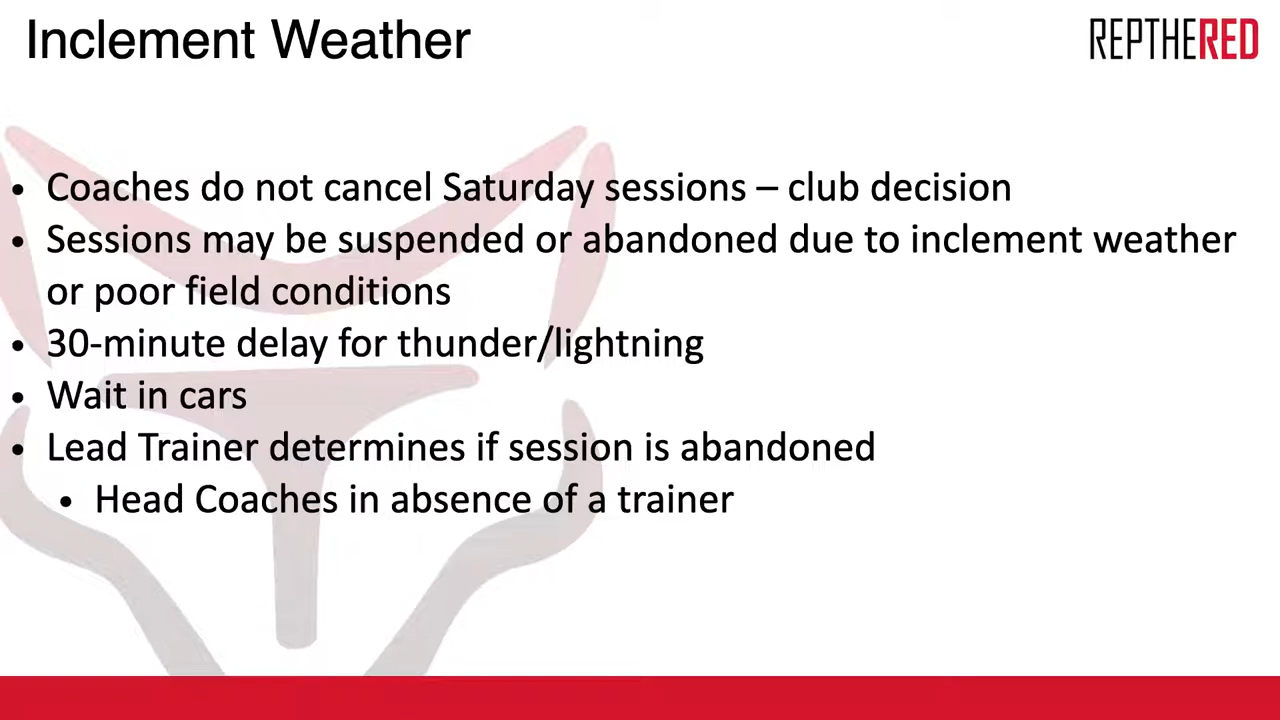 Inclement Weather
REPTHERED
• Coaches do not cancel Saturday sessions – club decision
• Sessions may be suspended or abandoned due to inclement weather
or poor field conditions
• 30-minute delay for thunder/lightning
• Wait in cars
• Lead Trainer determines if session is abandoned
• Head Coaches in absence of a trainer